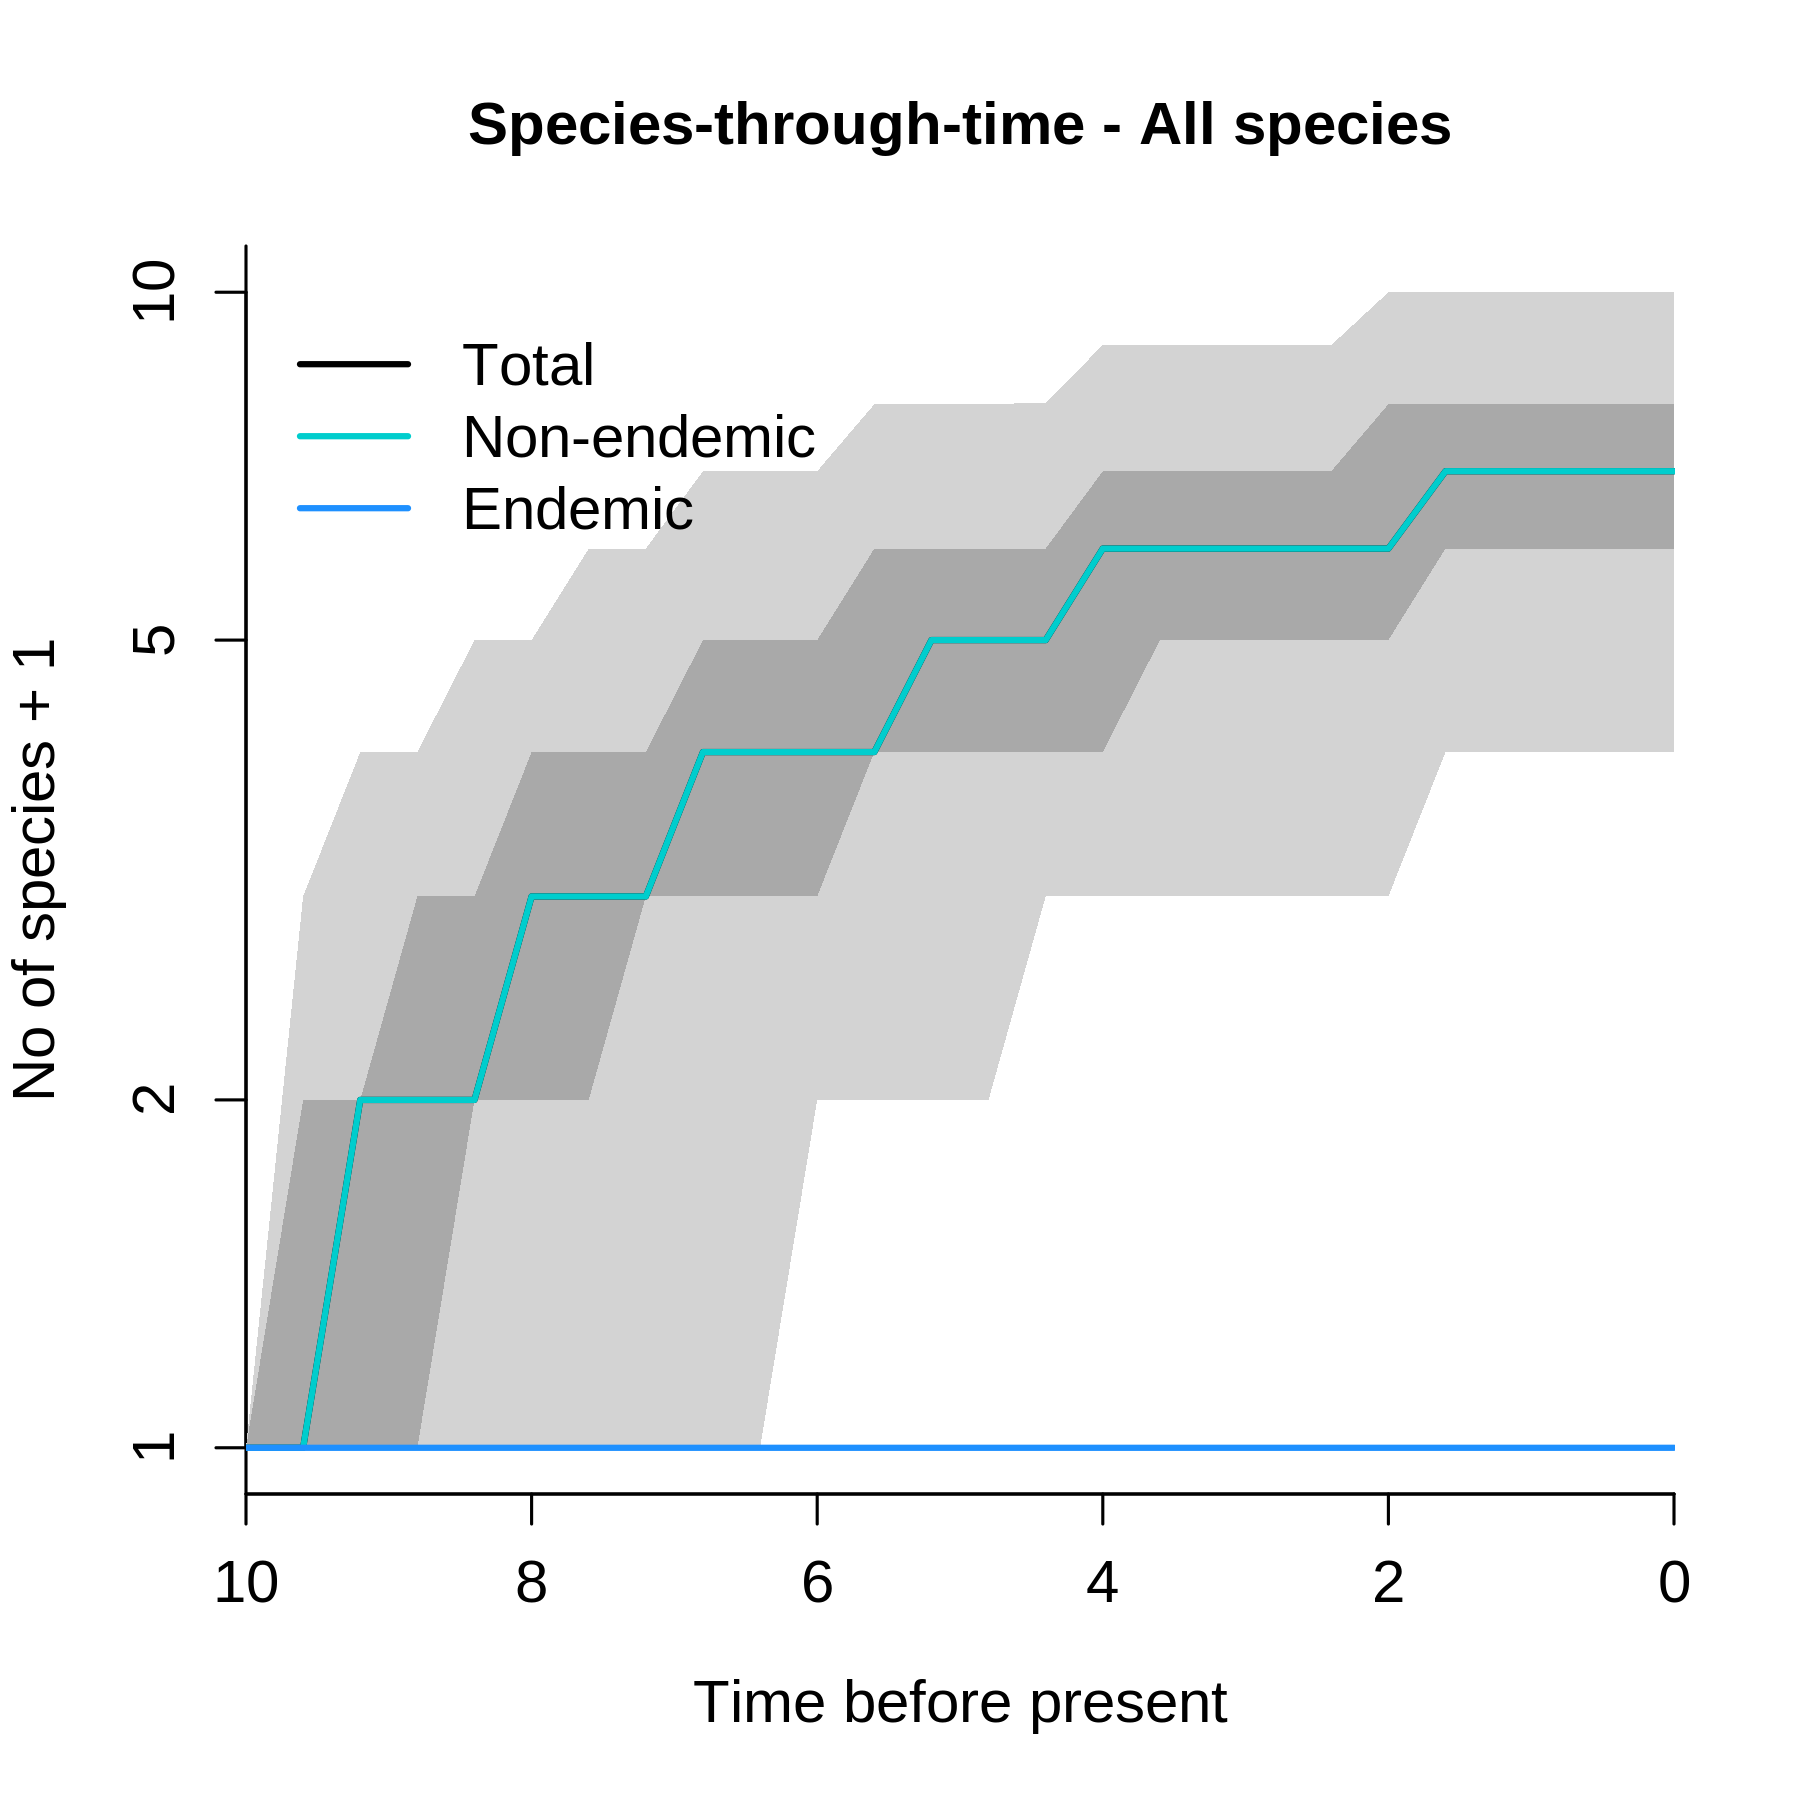 Species-through-time - All species
10
5
2
1
No of species + 1
Total
Non-endemic
Endemic
10 8 6 4 2 0
Time before present